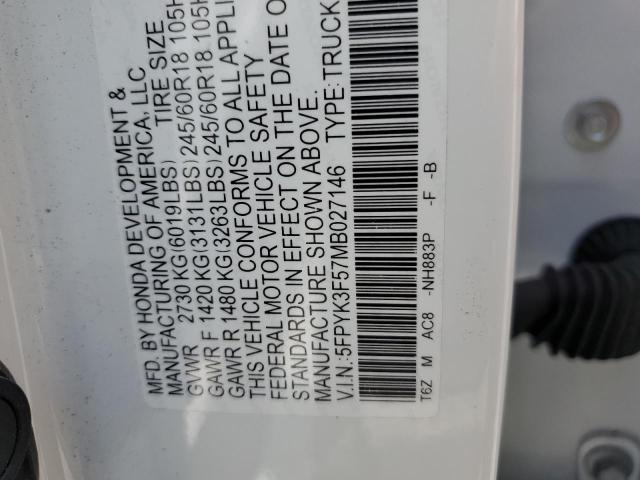 MFD. BY HONDA DEVELOPMENT &
MANUFACTURING OF AMERICA, LLC
TIRE SIZE
GVWR 2730 KG(6019LBS)
GAWR F 1420 KG(3131LBS) 245/60R18 105H
GAWR R 1480 KG(3263LBS) 245/60R18 105H
THIS VEHICLE CONFORMS TO ALL APPLI
FEDERAL MOTOR VEHICLE SAFETY
STANDARDS IN EFFECT ON THE DATE O
MANUFACTURE SHOWN ABOVE.
V.I.N.: 5FPYK3F57MB027146 TYPE: TRUCK
T6Z M AC8 -NH883P -F -B